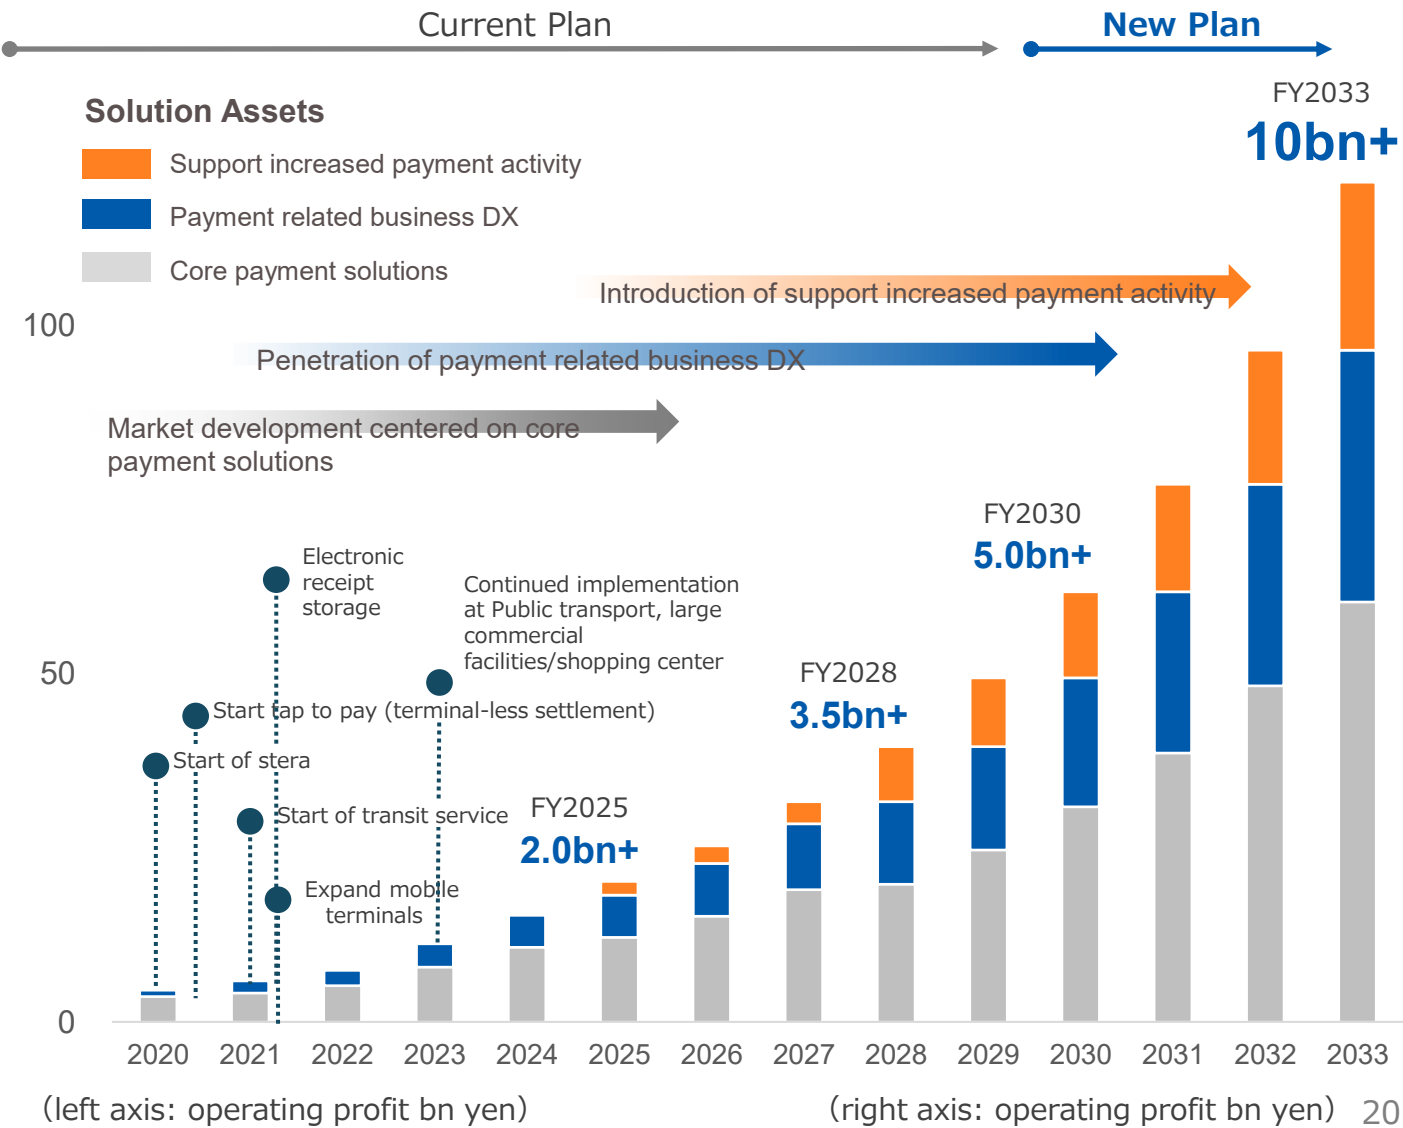 Current Plan
New Plan
FY2033
10bn+
Solution Assets
Support increased payment activity
Payment related business DX
Core payment solutions
Introduction of support increased payment activity
100
Penetration of payment related business DX
Market development centered on core
payment solutions
FY2030
5.0bn+
Electronic
receipt
storage
Continued implementation
at Public transport, large
commercial
facilities/shopping center
50
FY2028
3.5bn+
Start tap to pay (terminal-less settlement)
Start of stera
Start of transit service
FY2025
2.0bn+
Expand mobile
terminals
0
2020 2021 2022 2023 2024 2025 2026 2027 2028 2029 2030 2031 2032 2033
(left axis: operating profit bn yen)
(right axis: operating profit bn yen)
20